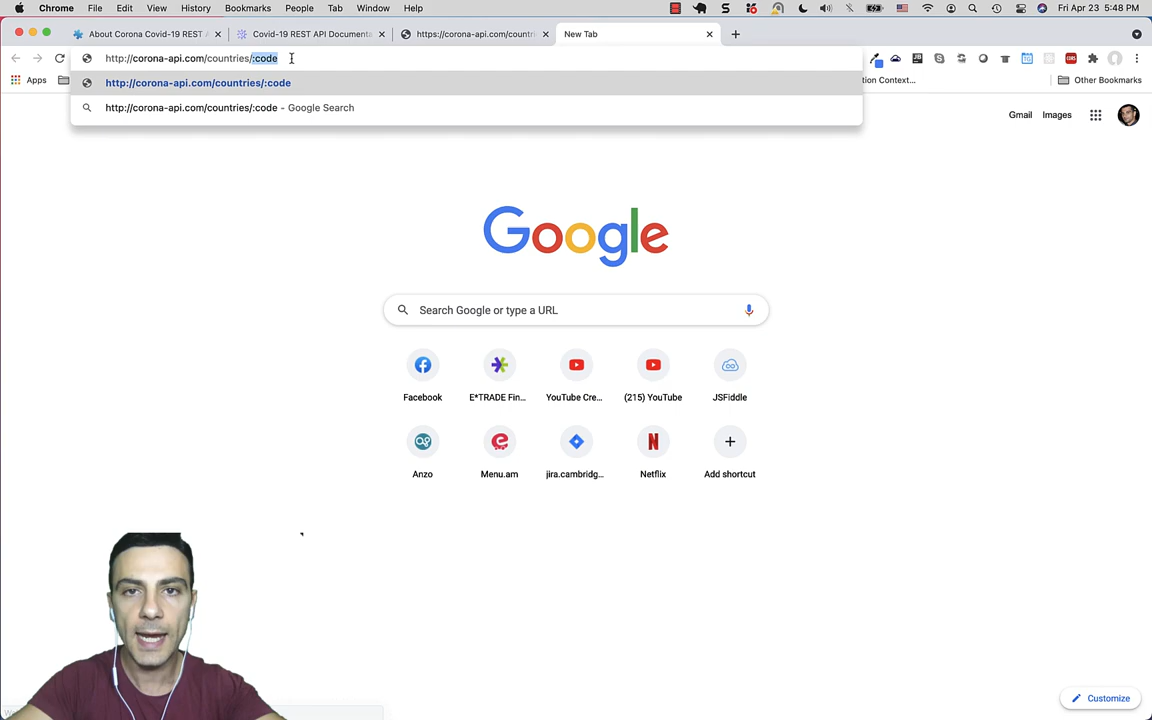 Chrome File Edit View History Bookmarks People Tab Window Help Fri Apr 23 5:48 PM
About Corona Covid-19 REST A Covid-19 REST API Documenta https://corona-api.com/countries New Tab
http://corona-api.com/countries/:code
Apps tion Context... Other Bookmarks
http://corona-api.com/countries/:code
http://corona-api.com/countries/:code - Google Search
Gmail Images
Google
Search Google or type a URL
Facebook E*TRADE Fin... YouTube Cre... (215) YouTube JSFiddle
Anzo Menu.am jira.cambridg... Netflix Add shortcut
Customize